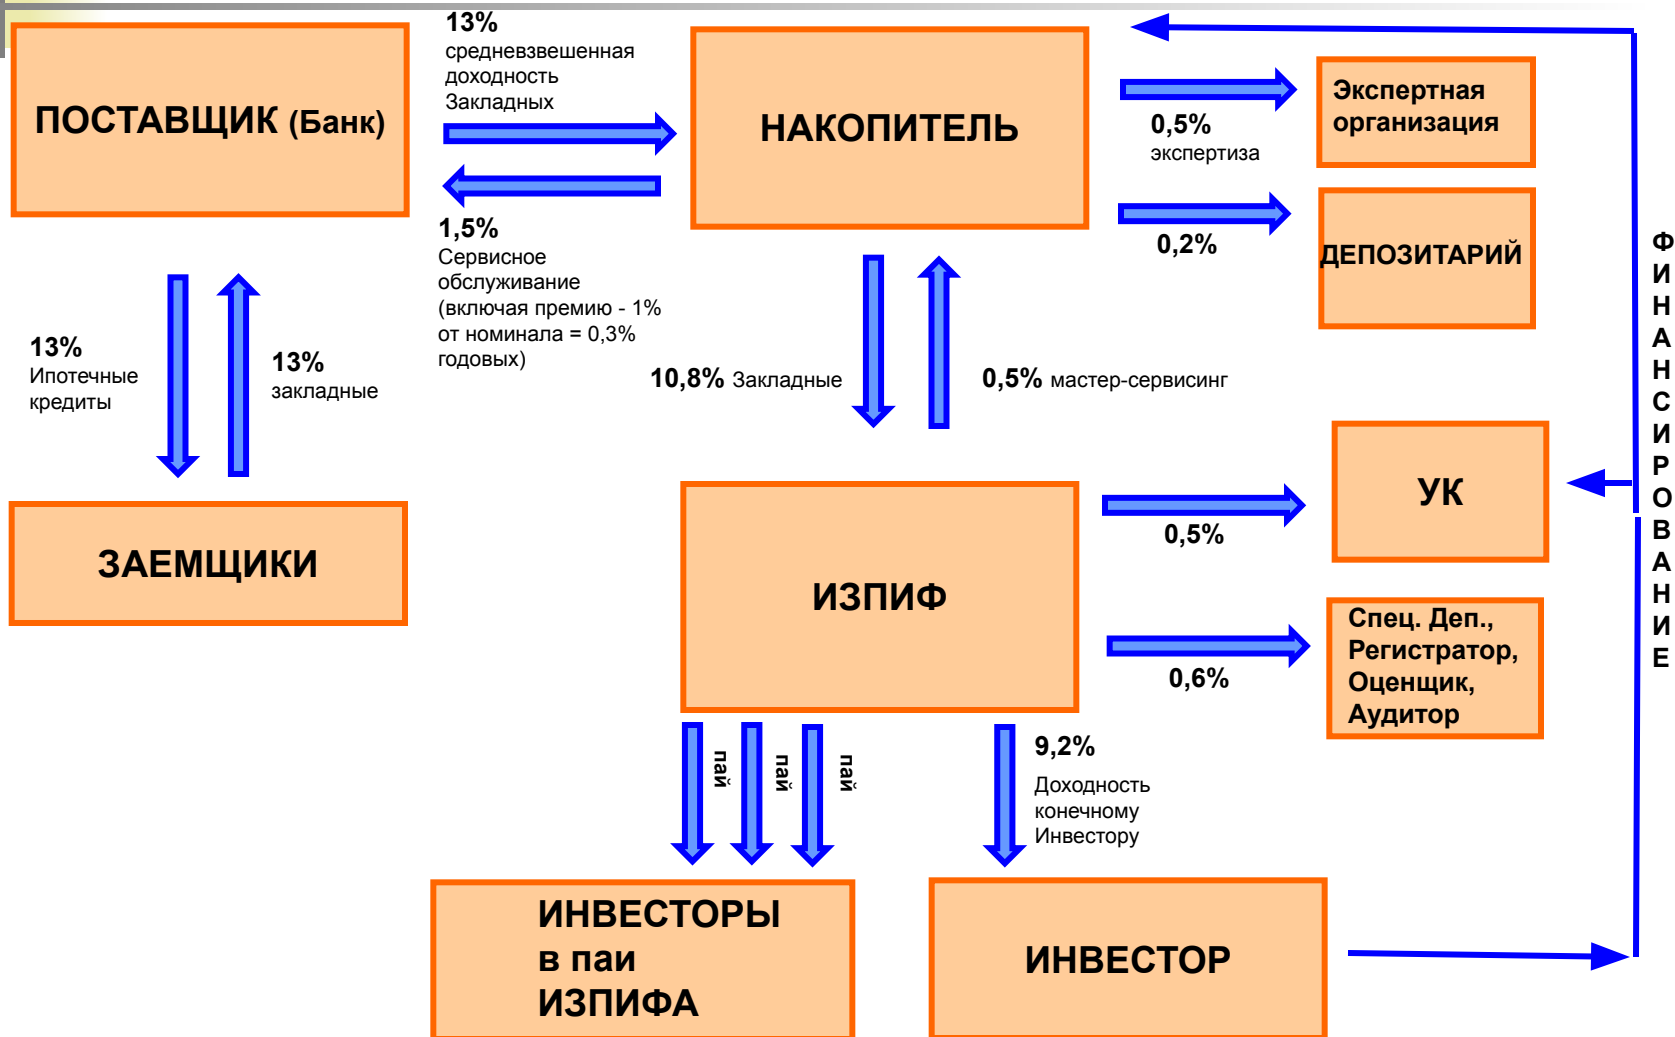 ПОСТАВЩИК (Банк)
13%
средневзвешенная
доходность
Закладных
НАКОПИТЕЛЬ
0,5%
экспертиза
Экспертная
организация
1,5%
Сервисное
обслуживание
(включая премию - 1%
от номинала = 0,3%
годовых)
0,2%
ДЕПОЗИТАРИЙ
ФИНАНСИРОВАНИЕ
13%
Ипотечные
кредиты
13%
закладные
10,8% Закладные
0,5% мастер-сервисинг
ЗАЕМЩИКИ
ИЗПИФ
0,5%
УК
0,6%
Спец. Деп.,
Регистратор,
Оценщик,
Аудитор
пай
пай
пай
9,2%
Доходность
конечному
Инвестору
ИНВЕСТОРЫ
в паи
ИЗПИФА
ИНВЕСТОР